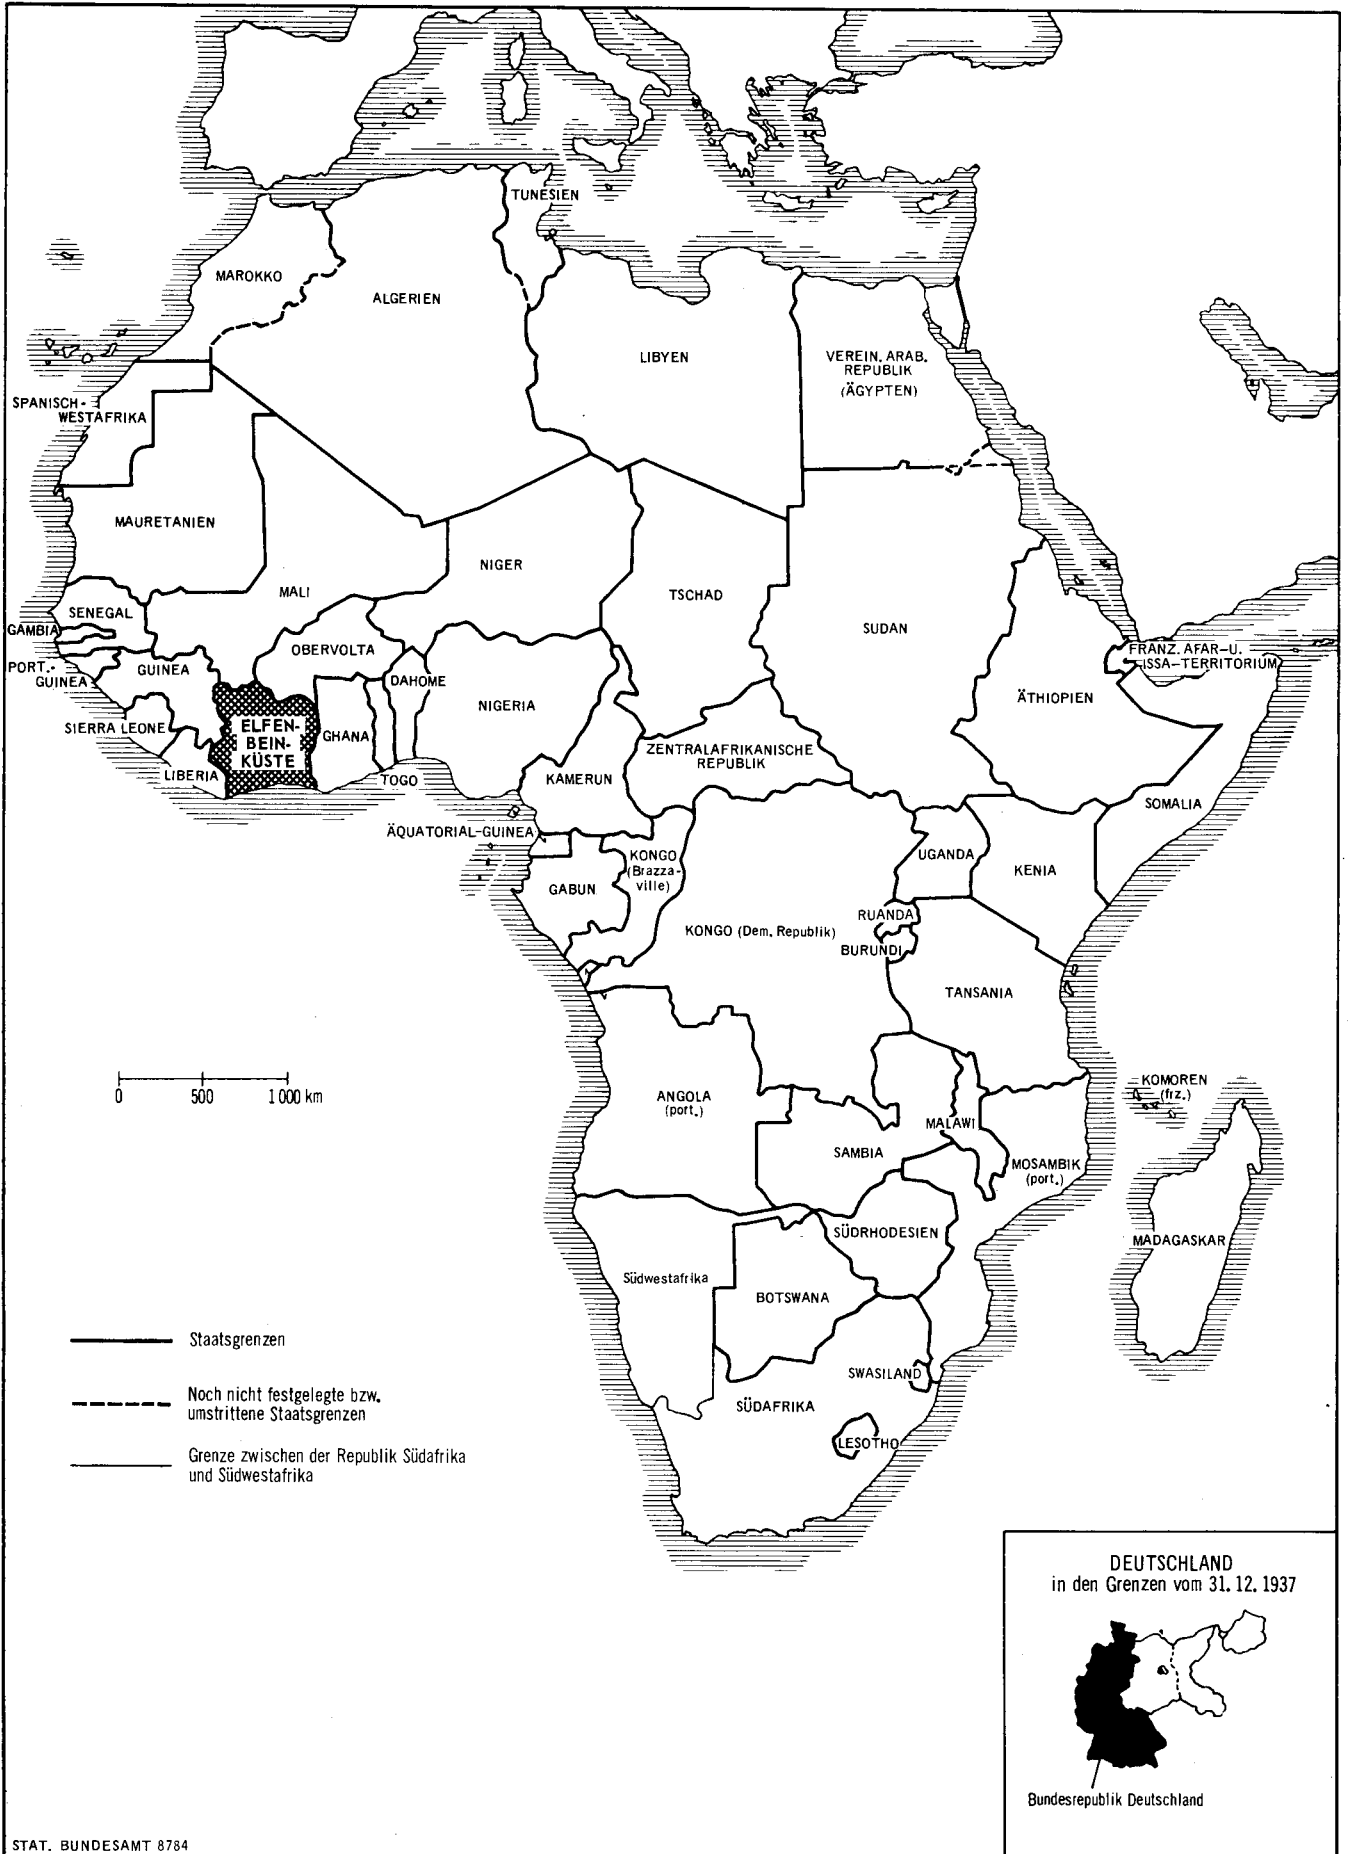 TUNESIEN
MAROKKO
ALGERIEN
LIBYEN
VEREIN. ARAB.
REPUBLIK
(ÄGYPTEN)
SPANISCH-
WESTAFRIKA
MAURETANIEN
MALI
NIGER
TSCHAD
SUDAN
SENEGAL
GAMBIA
PORT.-
GUINEA
GUINEA
OBERVOLTA
DAHOME
NIGERIA
FRANZ. AFAR-U.
ISSA-TERRITORIUM
ÄTHIOPIEN
SIERRA LEONE
ELFEN-
BEIN-
KÜSTE
GHANA
LIBERIA
TOGO
KAMERUN
ZENTRALAFRIKANISCHE
REPUBLIK
SOMALIA
ÄQUATORIAL-GUINEA
KONGO
(Brazza-
ville)
GABUN
UGANDA
KENIA
RUANDA
KONGO (Dem. Republik)
BURUNDI
TANSANIA
0 500 1000 km
ANGOLA
(port.)
KOMOREN
(frz.)
MALAWI
SAMBIA
MOSAMBIK
(port.)
SÜDRHODESIEN
MADAGASKAR
Südwestafrika
BOTSWANA
SWASILAND
SÜDAFRIKA
LESOTHO
Staatsgrenzen
Noch nicht festgelegte bzw.
umstrittene Staatsgrenzen
Grenze zwischen der Republik Südafrika
und Südwestafrika
DEUTSCHLAND
in den Grenzen vom 31.12.1937
Bundesrepublik Deutschland
STAT. BUNDESAMT 8784